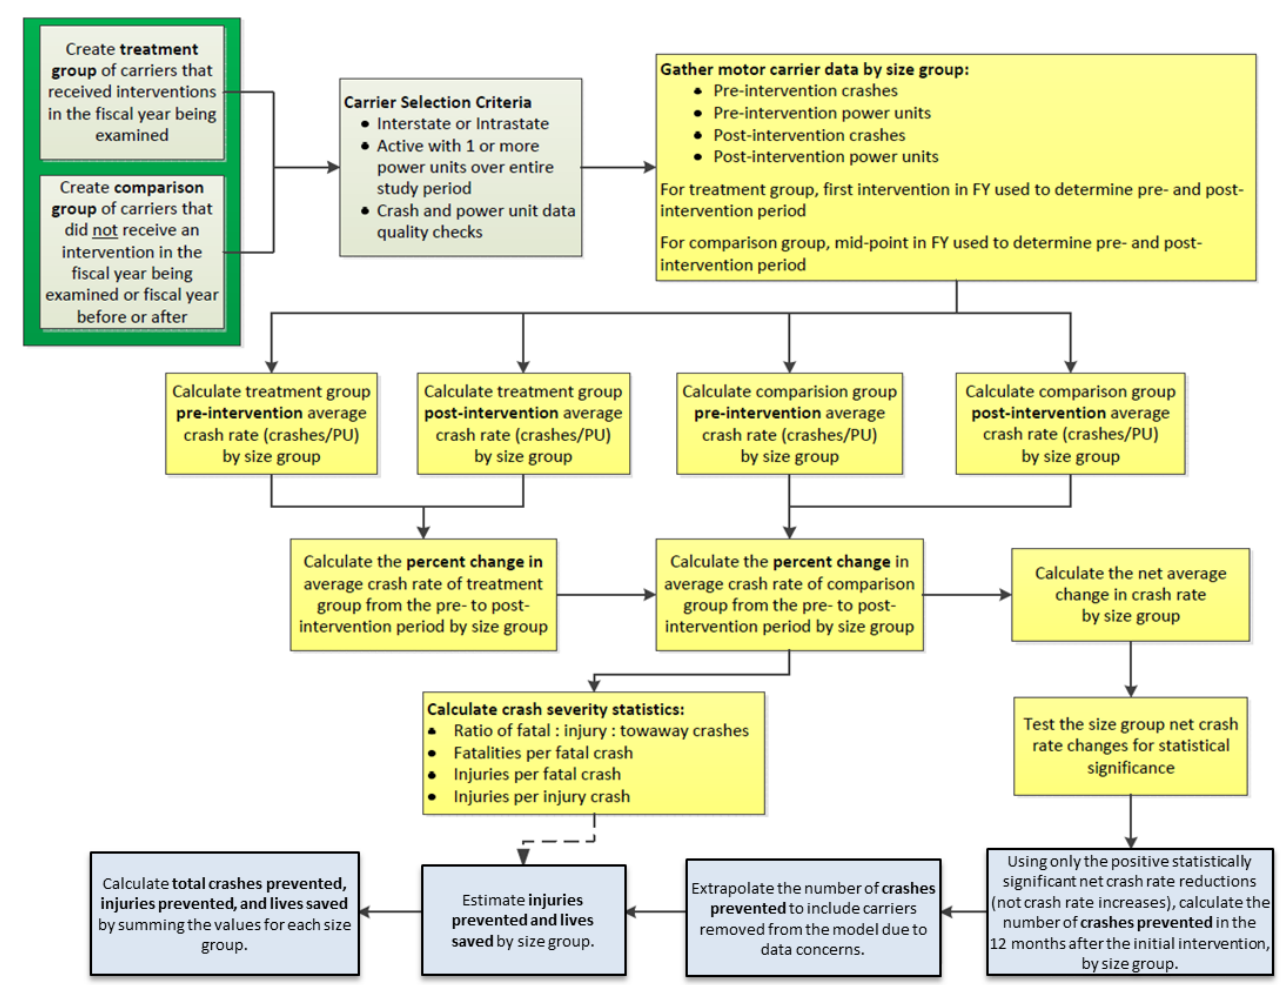 Create treatment
group of carriers that
received interventions
in the fiscal year being
examined
Create comparison
group of carriers that
did not receive an
intervention in the
fiscal year being
examined or fiscal year
before or after
Carrier Selection Criteria
• Interstate or Intrastate
• Active with 1 or more
power units over entire
study period
• Crash and power unit data
quality checks
Gather motor carrier data by size group:
• Pre-intervention crashes
• Pre-intervention power units
• Post-intervention crashes
• Post-intervention power units
For treatment group, first intervention in FY used to determine pre- and post-
intervention period
For comparison group, mid-point in FY used to determine pre- and post-
intervention period
Calculate treatment group
pre-intervention average
crash rate (crashes/PU)
by size group
Calculate treatment group
post-intervention average
crash rate (crashes/PU)
by size group
Calculate comparision group
pre-intervention average
crash rate (crashes/PU)
by size group
Calculate comparison group
post-intervention average
crash rate (crashes/PU)
by size group
Calculate the percent change in
average crash rate of treatment
group from the pre- to post-
intervention period by size group
Calculate the percent change in
average crash rate of comparison
group from the pre- to post-
intervention period by size group
Calculate the net average
change in crash rate
by size group
Calculate crash severity statistics:
• Ratio of fatal : injury : towaway crashes
• Fatalities per fatal crash
• Injuries per fatal crash
• Injuries per injury crash
Test the size group net crash
rate changes for statistical
significance
Using only the positive statistically
significant net crash rate reductions
(not crash rate increases), calculate the
number of crashes prevented in the
12 months after the initial intervention,
by size group.
Extrapolate the number of crashes
prevented to include carriers
removed from the model due to
data concerns.
Estimate injuries
prevented and lives
saved by size group.
Calculate total crashes prevented,
injuries prevented, and lives saved
by summing the values for each size
group.